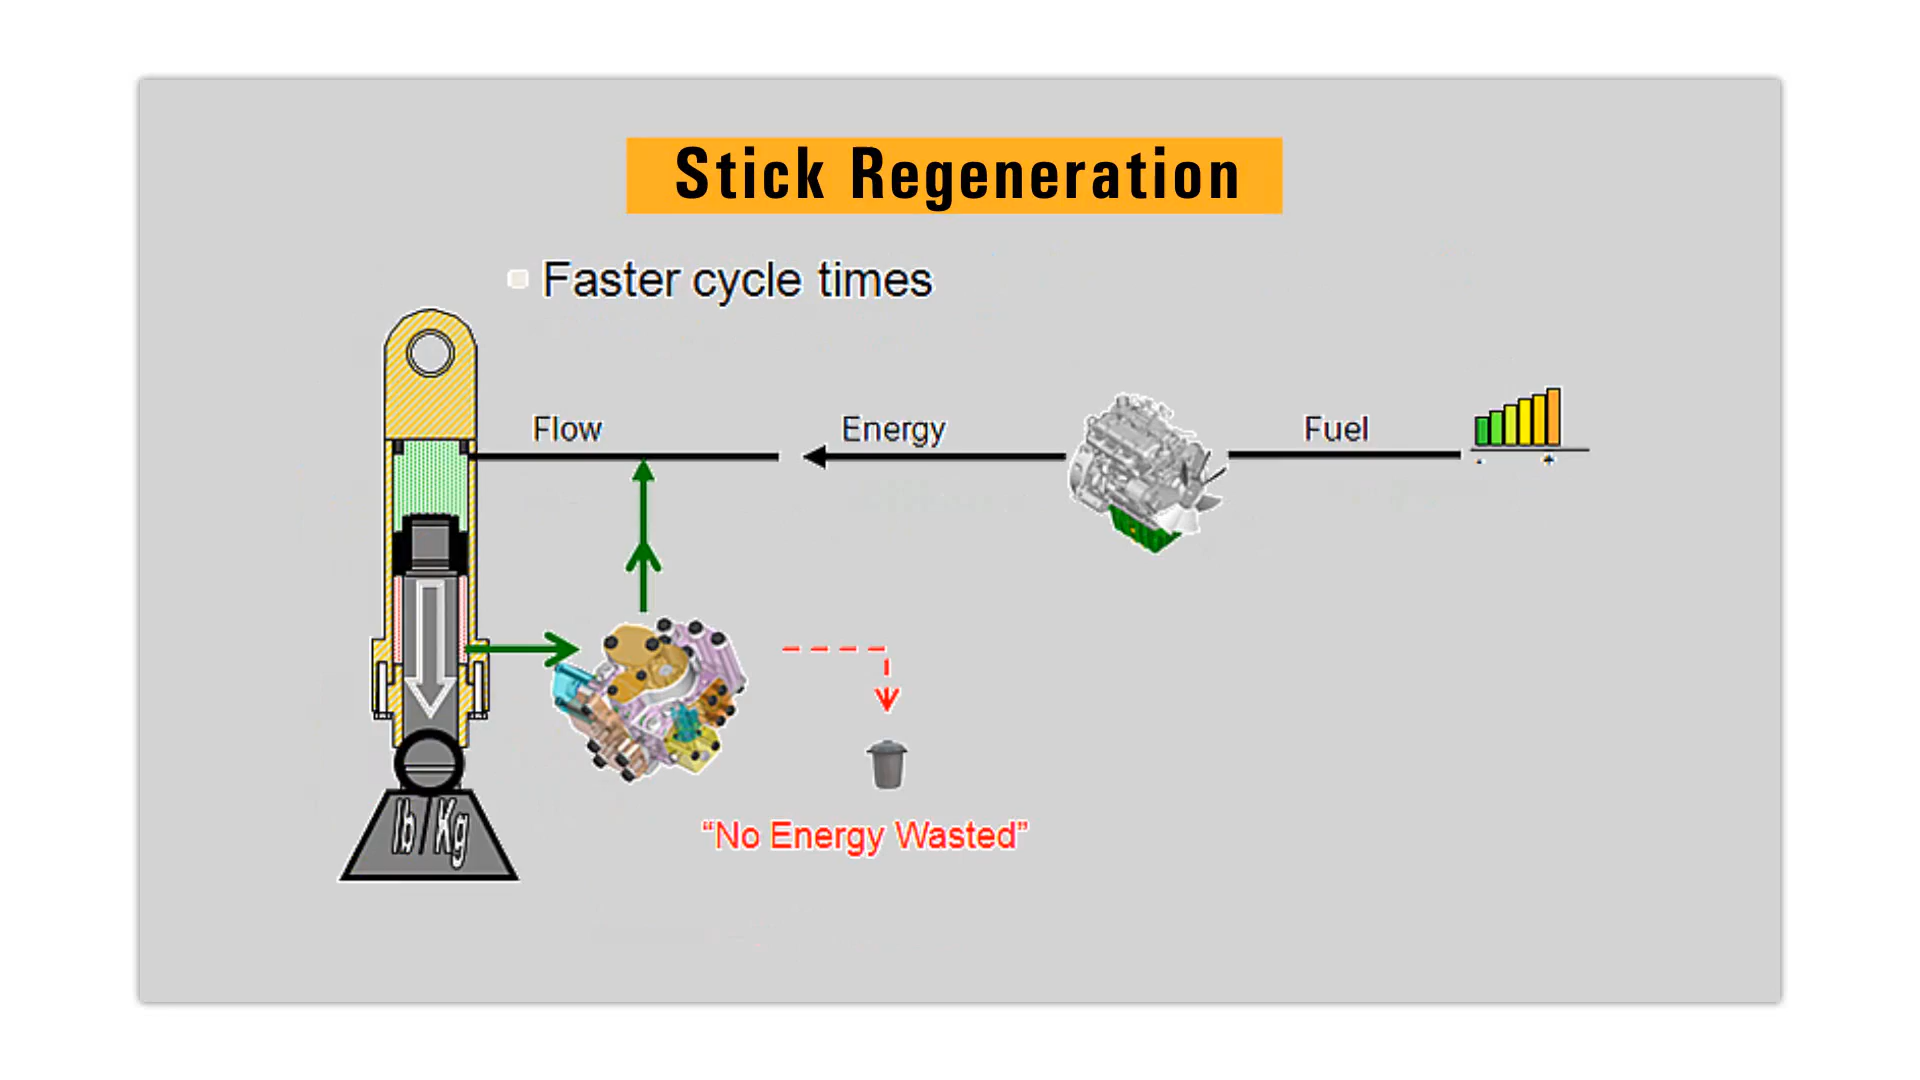 Stick Regeneration
Faster cycle times
Flow
Energy
Fuel
- +
lb/Kg
“No Energy Wasted”